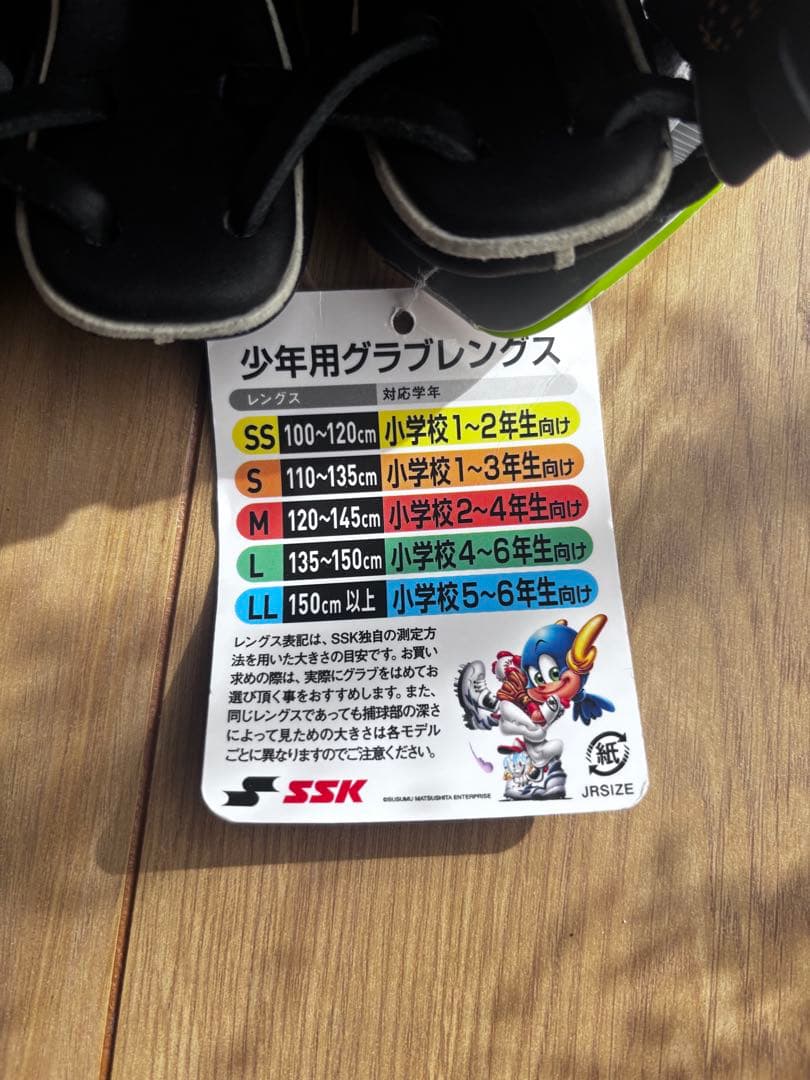 少年用グラブレングス
レングス 対応学年
SS 100~120cm 小学校1~2年生向け
S 110~135cm 小学校1~3年生向け
M 120~145cm 小学校2~4年生向け
L 135~150cm 小学校4~6年生向け
LL 150cm以上 小学校5~6年生向け
レングス表記は、SSK独自の測定方
法を用いた大きさの目安です。お買い
求めの際は、実際にグラブをはめてお
選び頂く事をおすすめします。また、
同じレングスであっても捕球部の深さ
によって見ための大きさは各モデル
ごとに異なりますのでご注意ください。
SSK
©SUSUMU MATSUSHITA ENTERPRISE
紙
JRSIZE